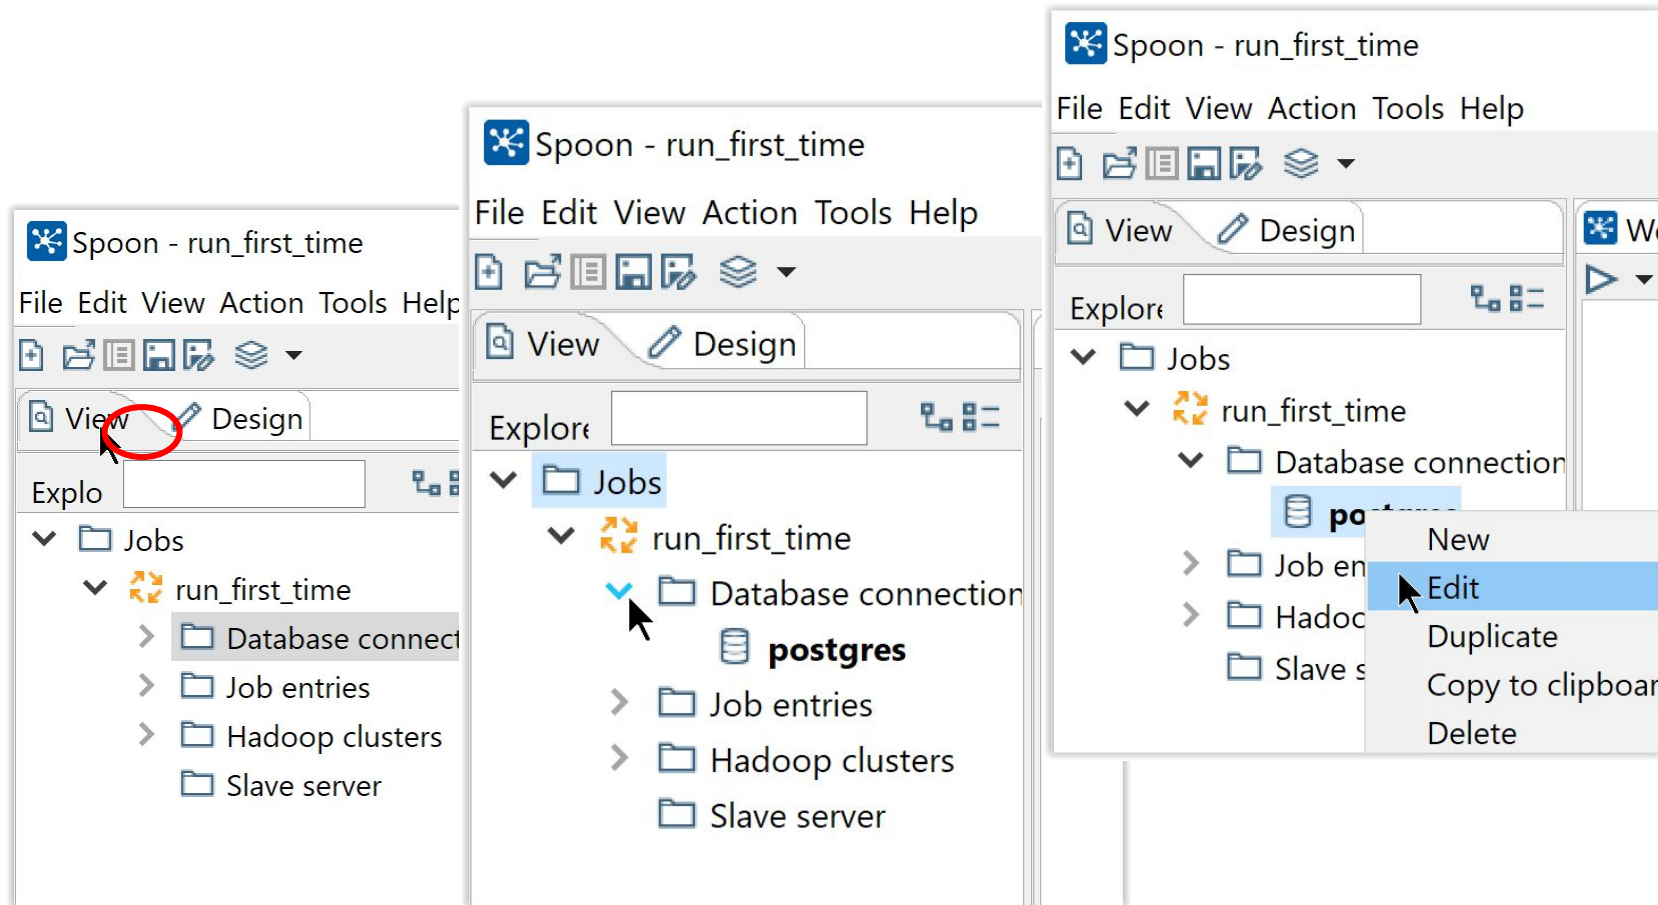 Spoon - run_first_time
File Edit View Action Tools Help
View Design
Explo
Jobs
run_first_time
Database connect
Job entries
Hadoop clusters
Slave server
Spoon - run_first_time
File Edit View Action Tools Help
View Design
Explore
Jobs
run_first_time
Database connection
postgres
Job entries
Hadoop clusters
Slave server
Spoon - run_first_time
File Edit View Action Tools Help
View Design
We
Explore
Jobs
run_first_time
Database connection
postgres
Job en
Hadoc
Slave s
New
Edit
Duplicate
Copy to clipboar
Delete